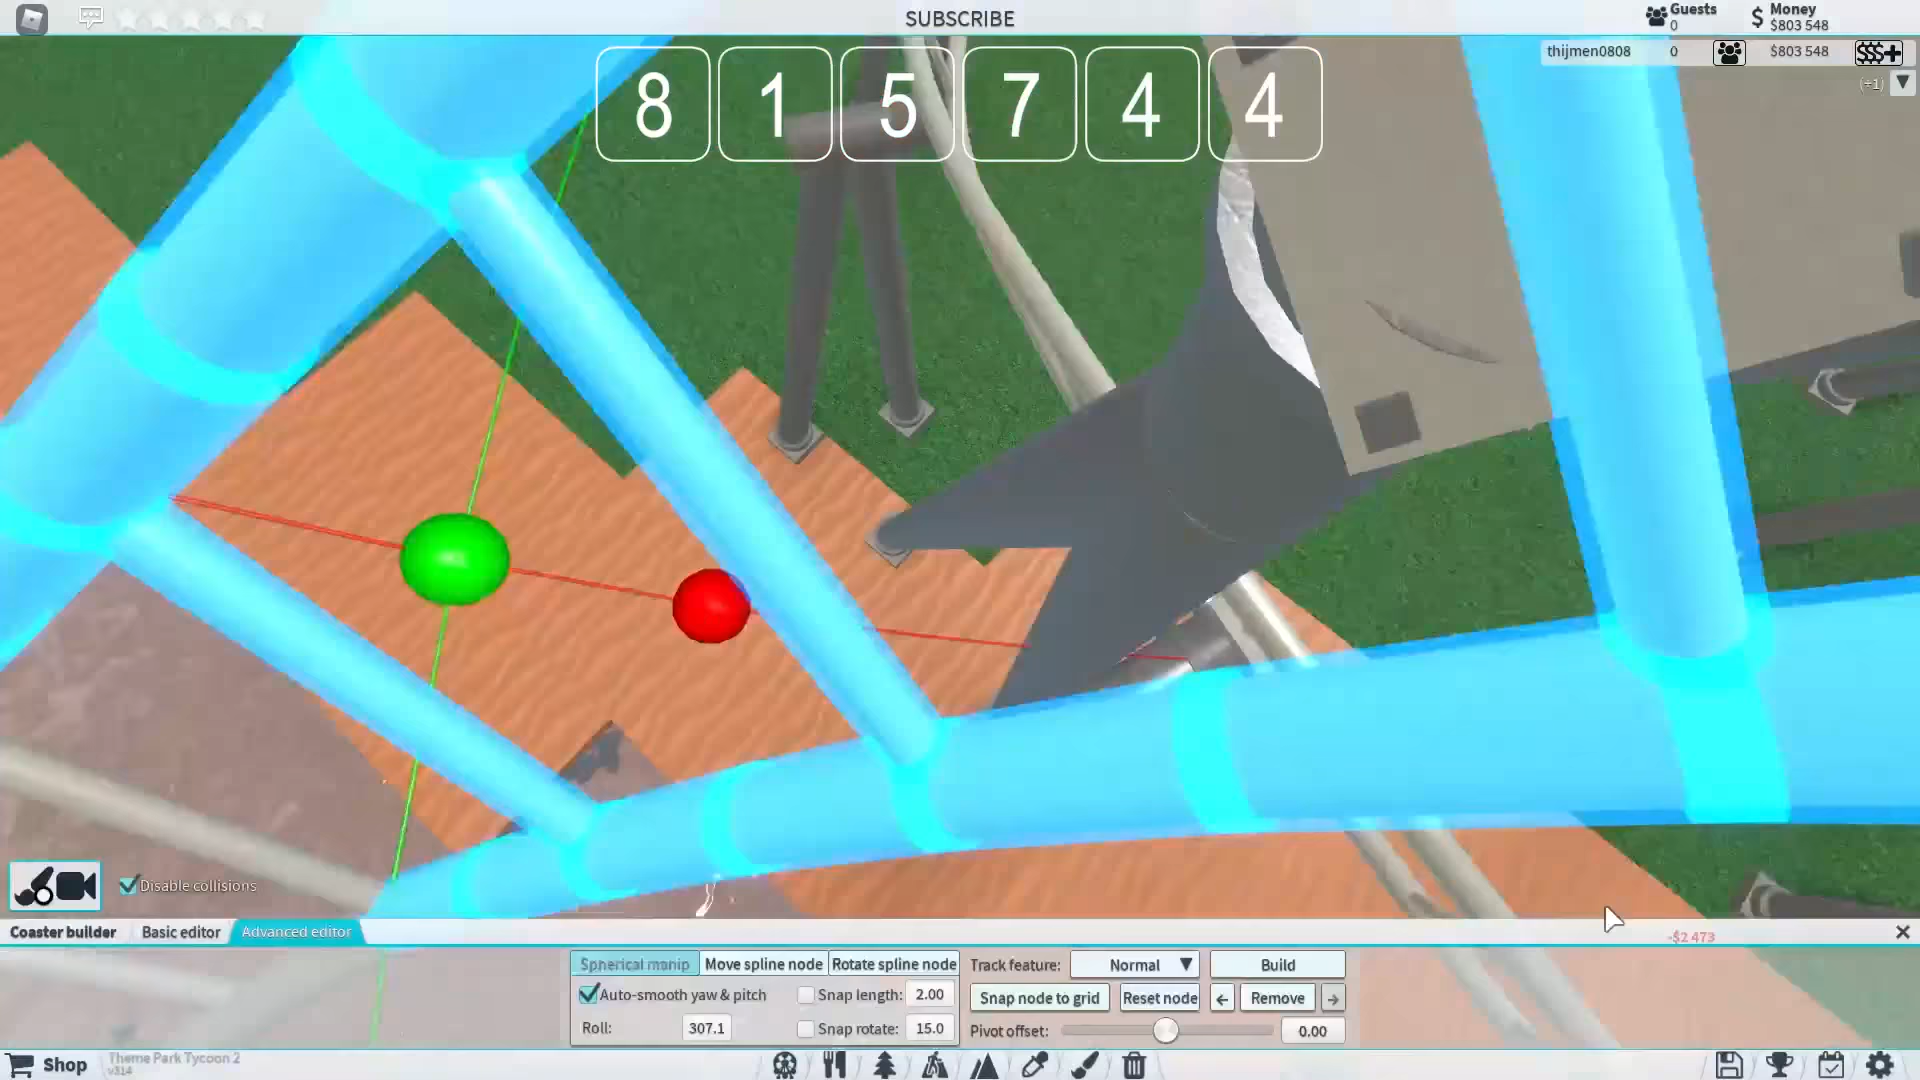 SUBSCRIBE
Guests
0
Money
$803 548
thijmen0808 0 $803 548
(+1)
8 1 5 7 4 4
Disable collisions
Coaster builder Basic editor Advanced editor
-$2 473
Spherical manip Move spline node Rotate spline node
Auto-smooth yaw & pitch Snap length: 2.00
Roll: 307.1 Snap rotate: 15.0
Track feature: Normal Build
Snap node to grid Reset node Remove
Pivot offset: 0.00
Shop
Theme Park Tycoon 2
v314